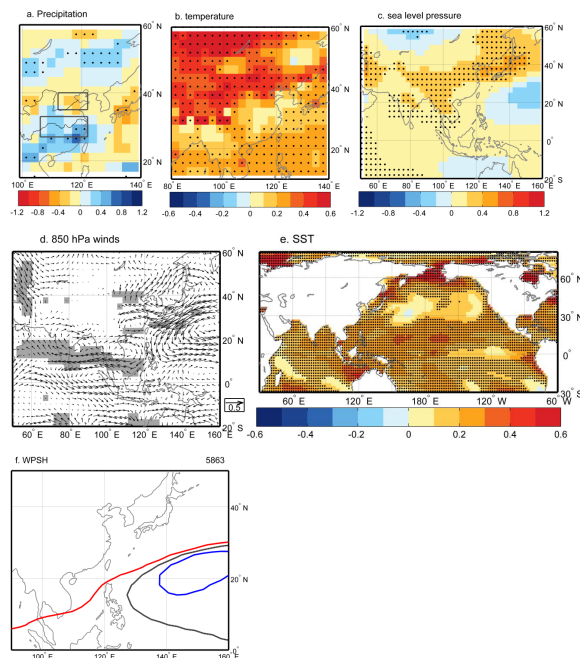 a. Precipitation
b. temperature
c. sea level pressure
60° N
40° N
20° N
100° E 120° E 140° E
-1.2 -0.8 -0.4 0 0.4 0.8 1.2
60° N
40° N
20° N
80° E 100° E 120° E 140° E
-0.6 -0.4 -0.2 0 0.2 0.4 0.6
60° N
40° N
20° N
0°
20° S
60° E 80° E 100° E 120° E 140° E 160° E
-1.2 -0.8 -0.4 0 0.4 0.8 1.2
d. 850 hPa winds
60° N
40° N
20° N
0°
20° S
60° E 80° E 100° E 120° E 140° E 160° E
0.5
e. SST
60° N
30° N
0°
30° S
60° E 120° E 180° W 120° W 60° W
-0.6 -0.4 -0.2 0 0.2 0.4 0.6
f. WPSH 5863
40° N
20° N
0°
100° E 120° E 140° E 160° E